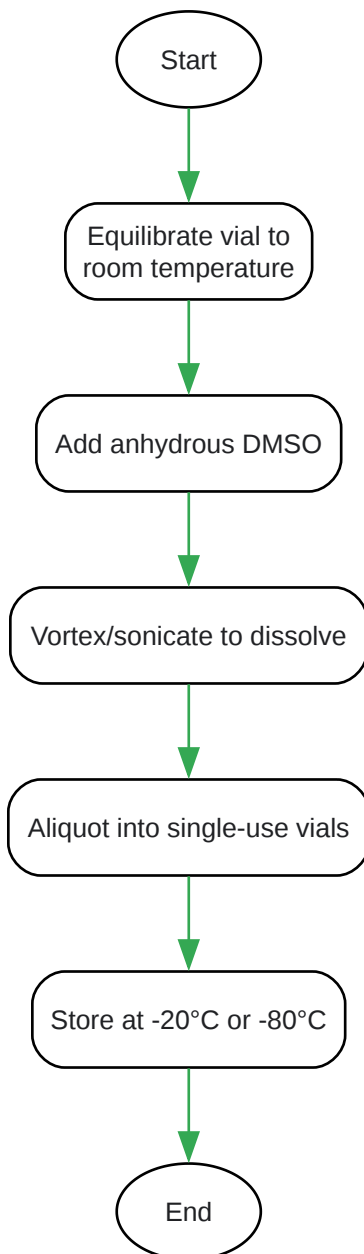 Start
Equilibrate vial to
room temperature
Add anhydrous DMSO
Vortex/sonicate to dissolve
Aliquot into single-use vials
Store at -20°C or -80°C
End